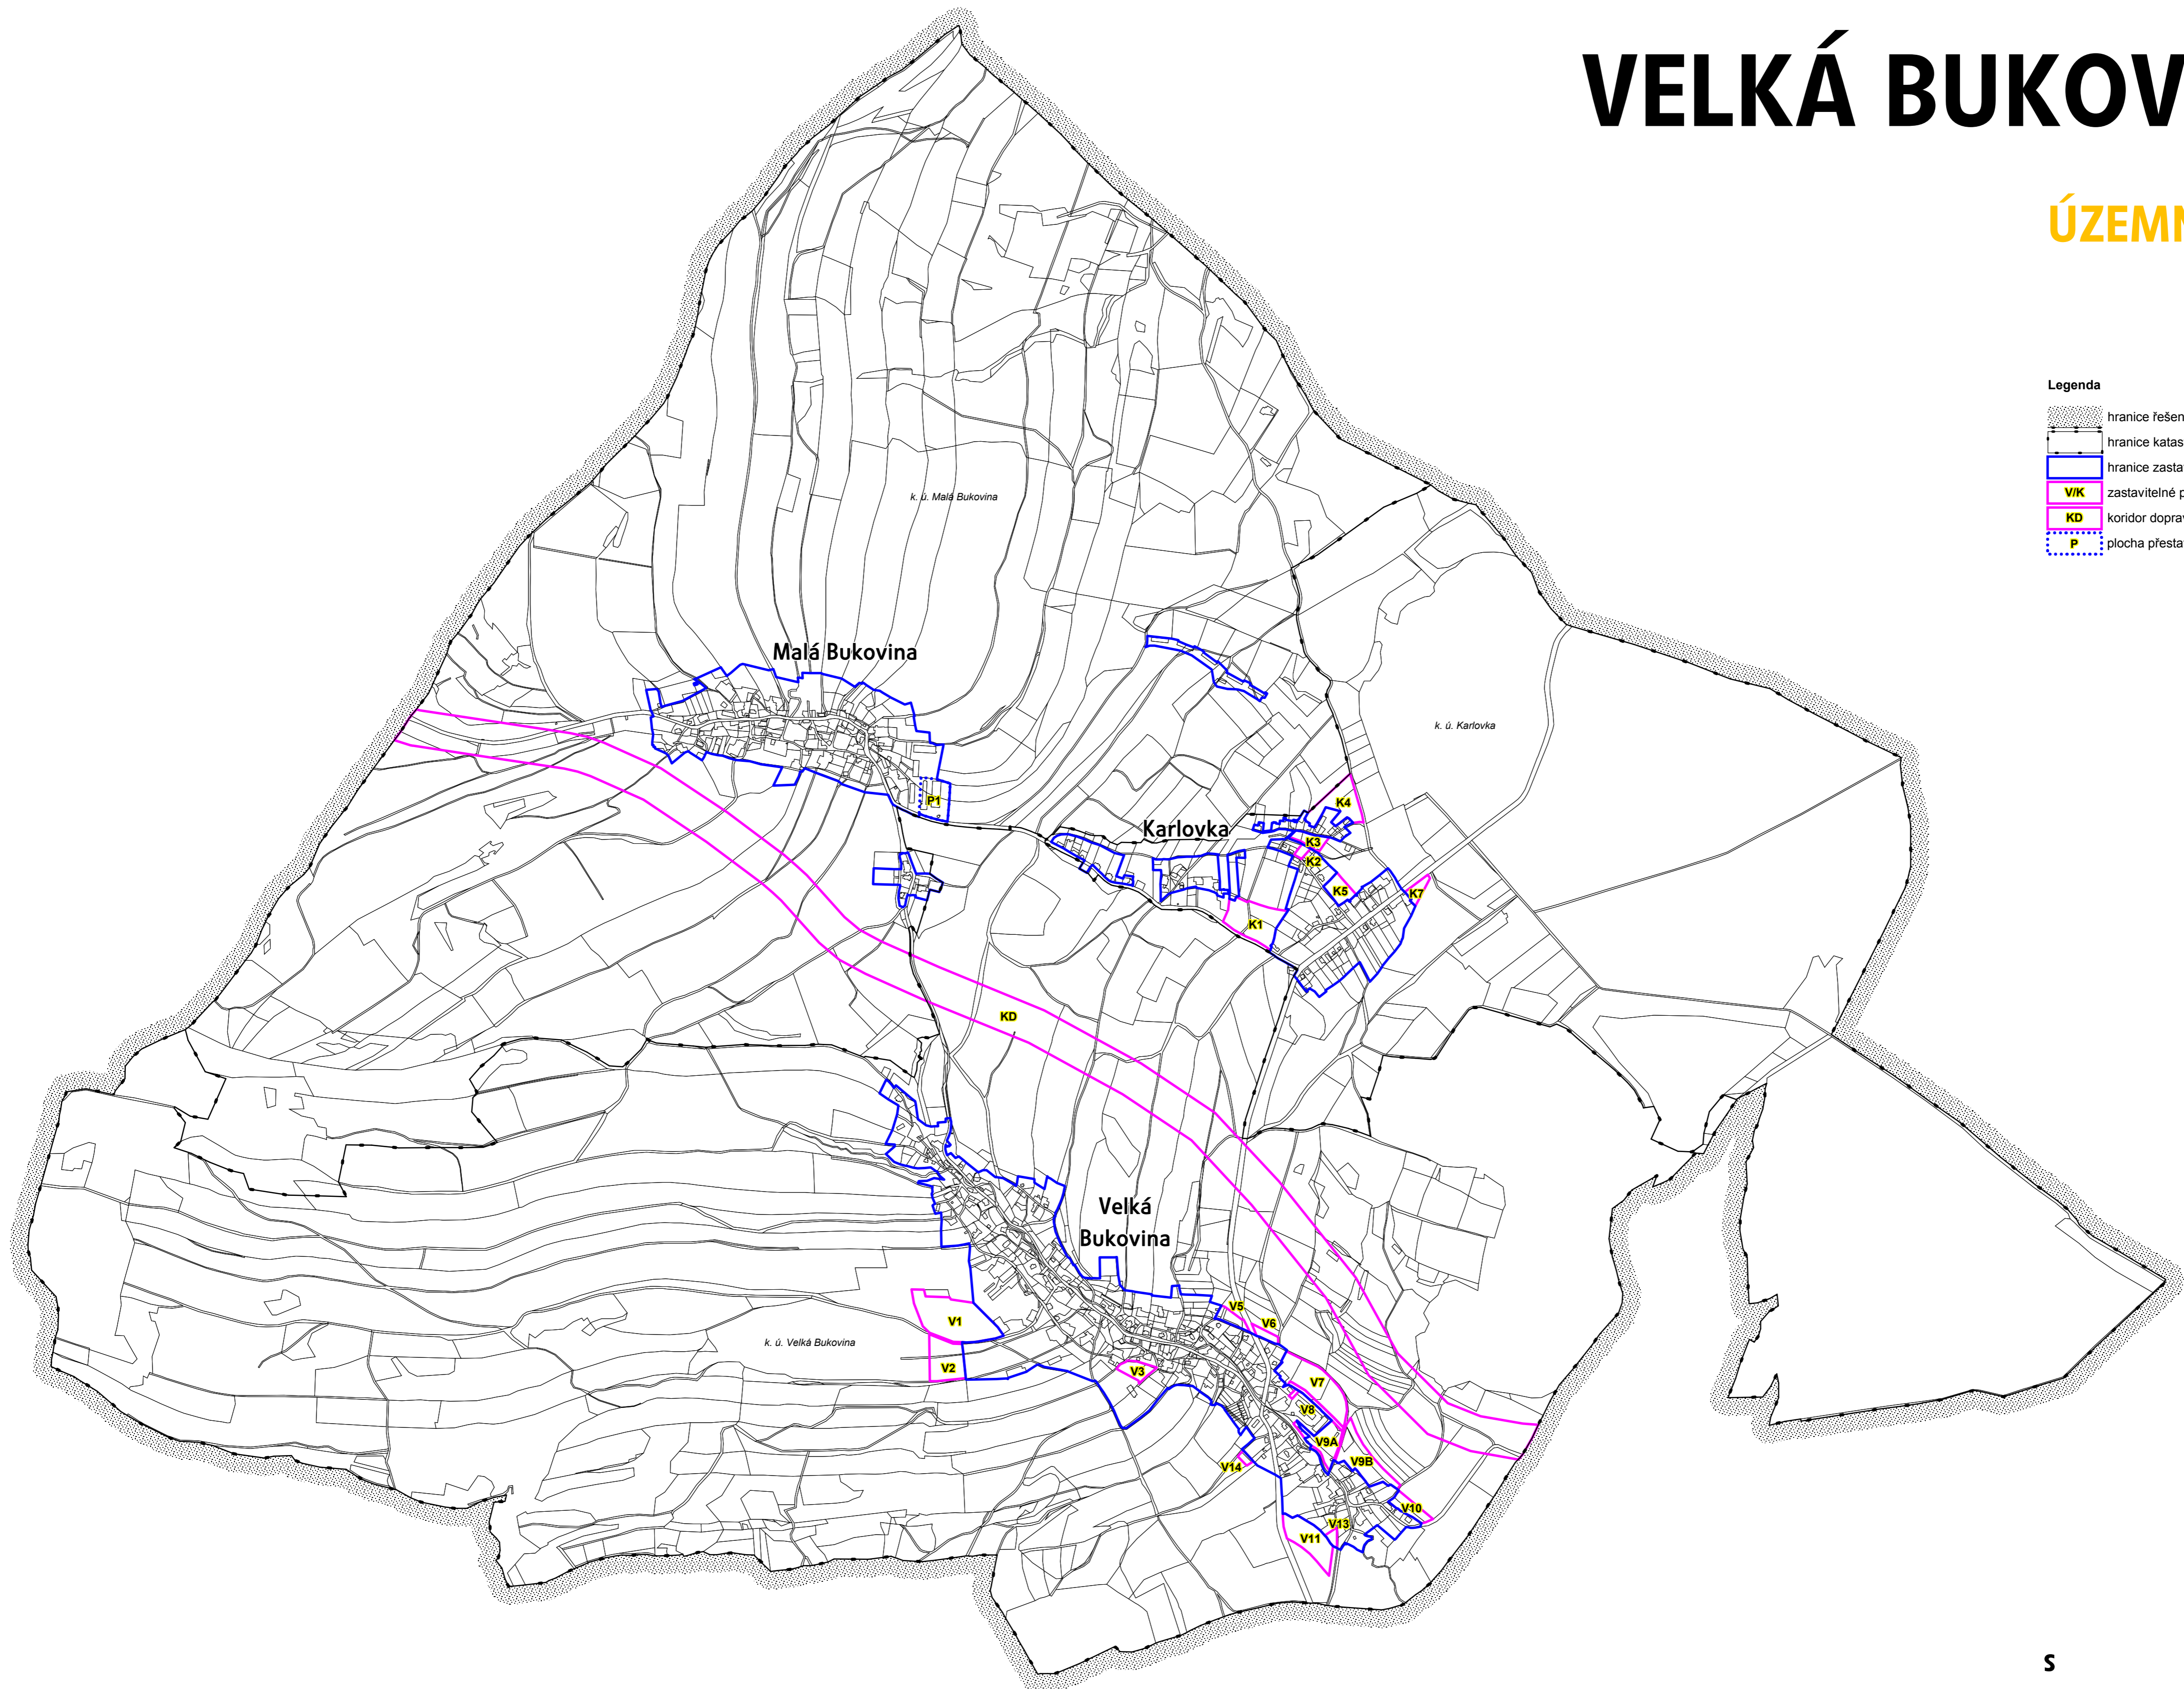 VELKÁ BUKOV
ÚZEMN
Legenda
hranice řešen
hranice katas
hranice zasta
V/K zastavitelné p
KD koridor doprav
P plocha přesta
k. ú. Malá Bukovina
Malá Bukovina
k. ú. Karlovka
P1
K4
Karlovka
K3
K2
K5
K7
K1
KD
Velká
Bukovina
V5
V1
V6
k. ú. Velká Bukovina
V2
V3
V7
V8
V9A
V9B
V14
V10
V13
V11
S